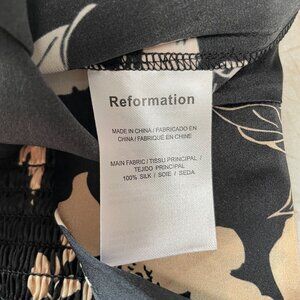 Reformation
MADE IN CHINA / FABRICADO EN
CHINA / FABRIQUÉ EN CHINE
MAIN FABRIC / TISSU PRINCIPAL /
TEJIDO PRINCIPAL
100% SILK / SOIE / SEDA